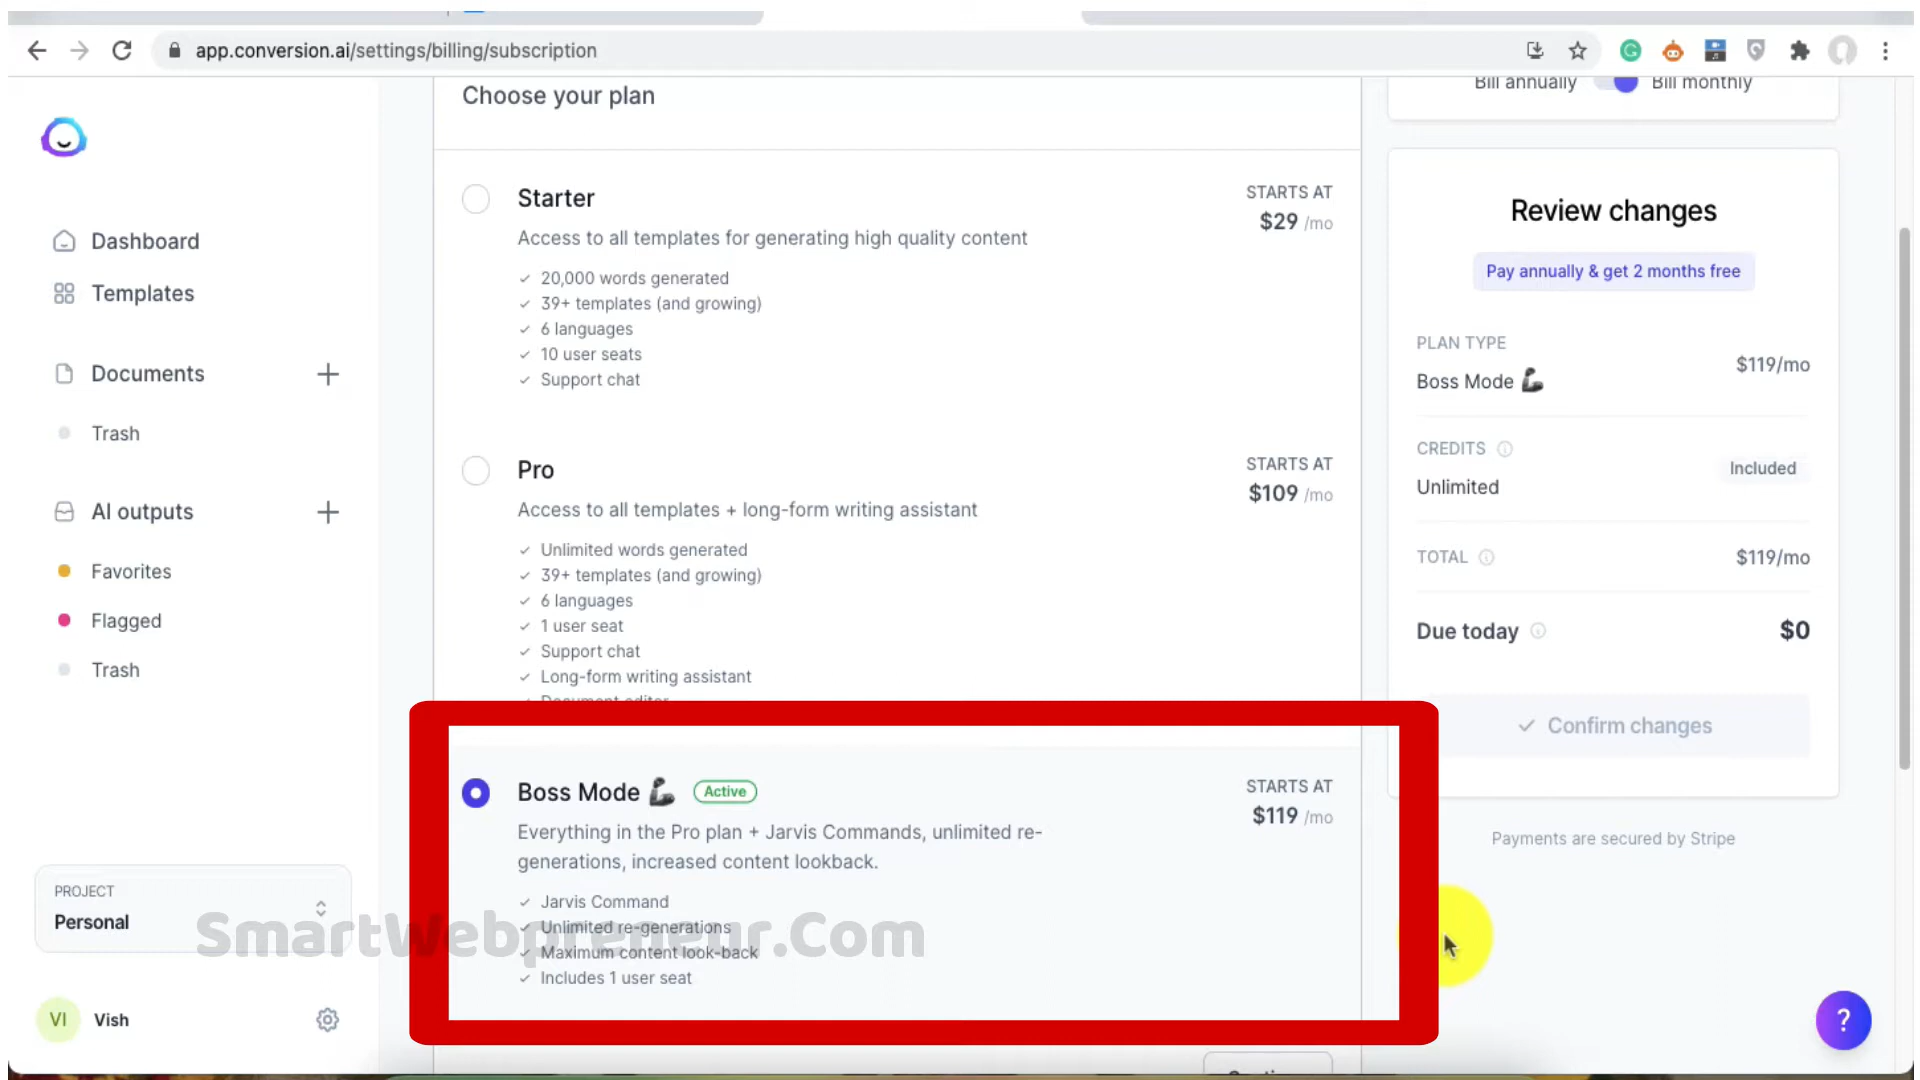 app.conversion.ai/settings/billing/subscription
Dashboard
Templates
Documents
Trash
AI outputs
Favorites
Flagged
Trash
PROJECT
Personal
VI Vish
Choose your plan
Starter
STARTS AT
$29 /mo
Access to all templates for generating high quality content
20,000 words generated
39+ templates (and growing)
6 languages
10 user seats
Support chat
Pro
STARTS AT
$109 /mo
Access to all templates + long-form writing assistant
Unlimited words generated
39+ templates (and growing)
6 languages
1 user seat
Support chat
Long-form writing assistant
Document editor
Boss Mode Active
STARTS AT
$119 /mo
Everything in the Pro plan + Jarvis Commands, unlimited re-
generations, increased content lookback.
Jarvis Command
Unlimited re-generations
Maximum content look-back
Includes 1 user seat
SmartWebpreneur.Com
Bill annually Bill monthly
Review changes
Pay annually & get 2 months free
PLAN TYPE
Boss Mode
$119/mo
CREDITS
Unlimited
Included
TOTAL $119/mo
Due today $0
Confirm changes
Payments are secured by Stripe
?